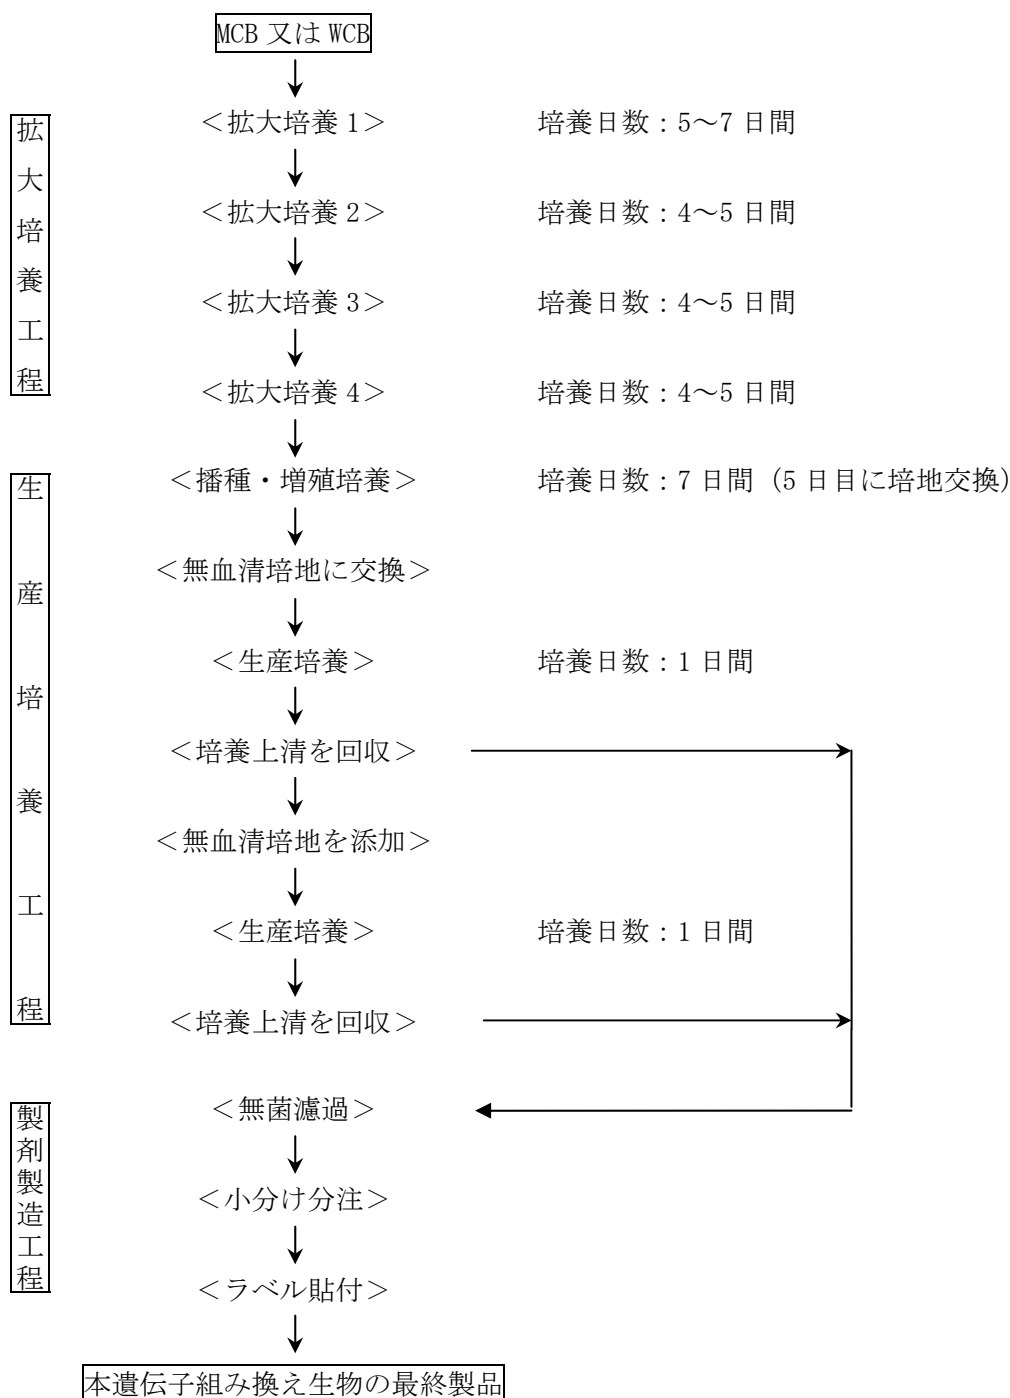 MCB 又は WCB
拡大培養工程
＜拡大培養 1＞ 培養日数：5～7 日間
＜拡大培養 2＞ 培養日数：4～5 日間
＜拡大培養 3＞ 培養日数：4～5 日間
＜拡大培養 4＞ 培養日数：4～5 日間
生産培養工程
＜播種・増殖培養＞ 培養日数：7 日間（5 日目に培地交換）
＜無血清培地に交換＞
＜生産培養＞ 培養日数：1 日間
＜培養上清を回収＞
＜無血清培地を添加＞
＜生産培養＞ 培養日数：1 日間
＜培養上清を回収＞
製剤製造工程
＜無菌濾過＞
＜小分け分注＞
＜ラベル貼付＞
本遺伝子組み換え生物の最終製品